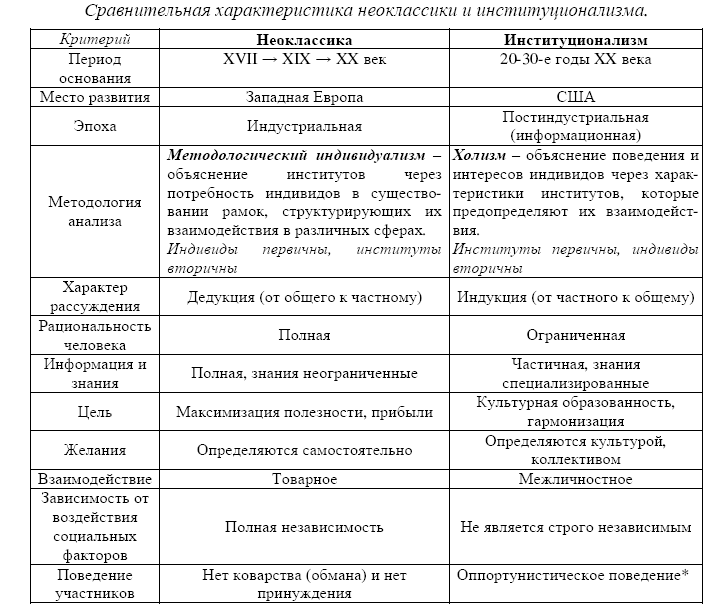 Сравнительная характеристика неоклассики и институционализма.
Критерий Неоклассика Институционализм
Период основания XVII → XIX → XX век 20-30-е годы XX века
Место развития Западная Европа США
Эпоха Индустриальная Постиндустриальная
(информационная)
Методология
анализа
Методологический индивидуализм –
объяснение институтов через
потребность индивидов в существо-
вании рамок, структурирующих их
взаимодействия в различных сферах.
Индивиды первичны, институты
вторичны
Холизм – объяснение поведения и
интересов индивидов через харак-
теристики институтов, которые
предопределяют их взаимодейст-
вия.
Институты первичны, индивиды
вторичны
Характер
рассуждения
Дедукция (от общего к частному)
Индукция (от частного к общему)
Рациональность
человека
Полная
Ограниченная
Информация и
знания
Полная, знания неограниченные
Частичная, знания
специализированные
Цель
Максимизация полезности, прибыли
Культурная образованность,
гармонизация
Желания
Определяются самостоятельно
Определяются культурой,
коллективом
Взаимодействие Товарное Межличностное
Зависимость от
воздействия
социальных
факторов
Полная независимость
Не является строго независимым
Поведение
участников
Нет коварства (обмана) и нет
принуждения
Оппортунистическое поведение*